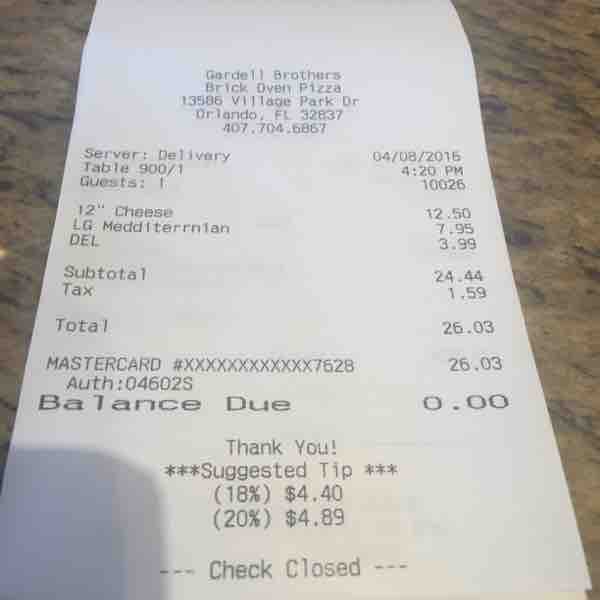 Gardell Brothers
Brick Oven Pizza
13586 Village Park Dr
Orlando, FL 32837
407.704.6867
Server: Delivery 04/08/2016
Table 900/1 4:20 PM
Guests: 1 10026
12" Cheese 12.50
LG Medditerrnian 7.95
DEL 3.99
Subtotal 24.44
Tax 1.59
Total 26.03
MASTERCARD #XXXXXXXXXXXX7628 26.03
Auth:04602S
Balance Due 0.00
Thank You!
***Suggested Tip ***
(18%) $4.40
(20%) $4.89
--- Check Closed ---